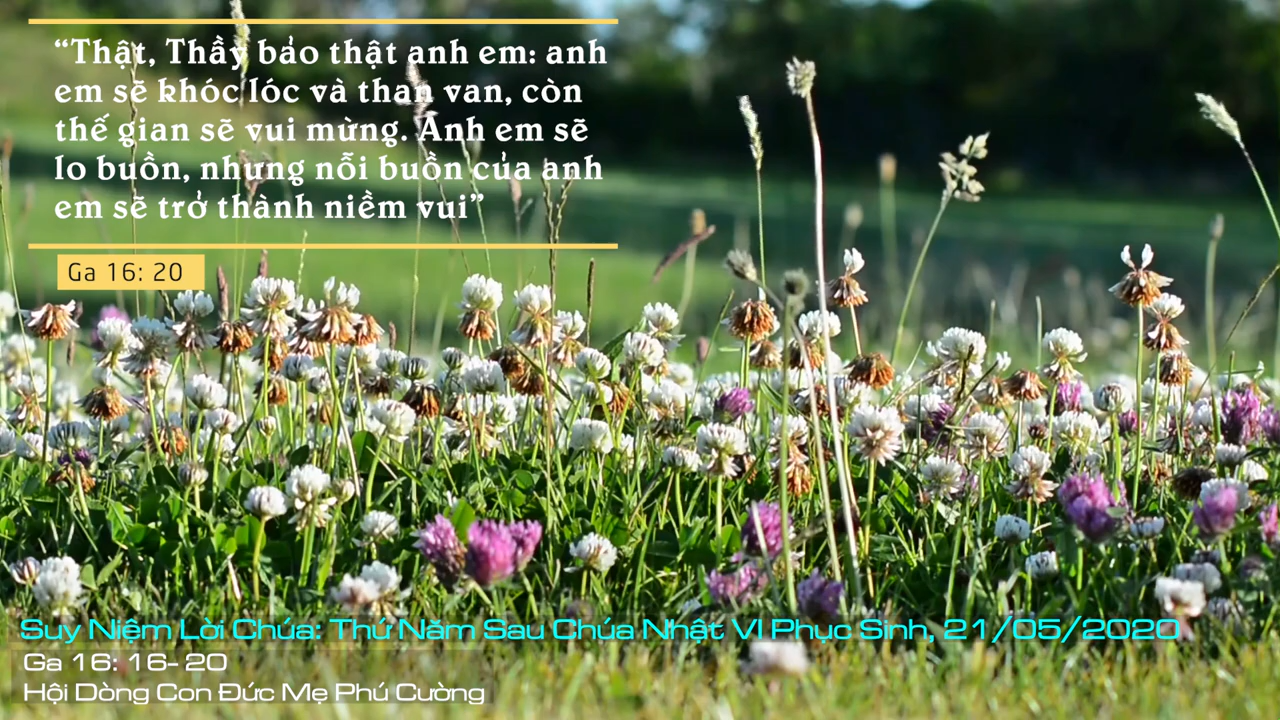 “Thật, Thầy bảo thật anh em: anh
em sẽ khóc lóc và than van, còn
thế gian sẽ vui mừng. Anh em sẽ
lo buồn, nhưng nỗi buồn của anh
em sẽ trở thành niềm vui”
Ga 16: 20
Suy Niệm Lời Chúa: Thứ Năm Sau Chúa Nhật VI Phục Sinh, 21/05/2020
Ga 16: 16- 20
Hội Dòng Con Đức Mẹ Phú Cường